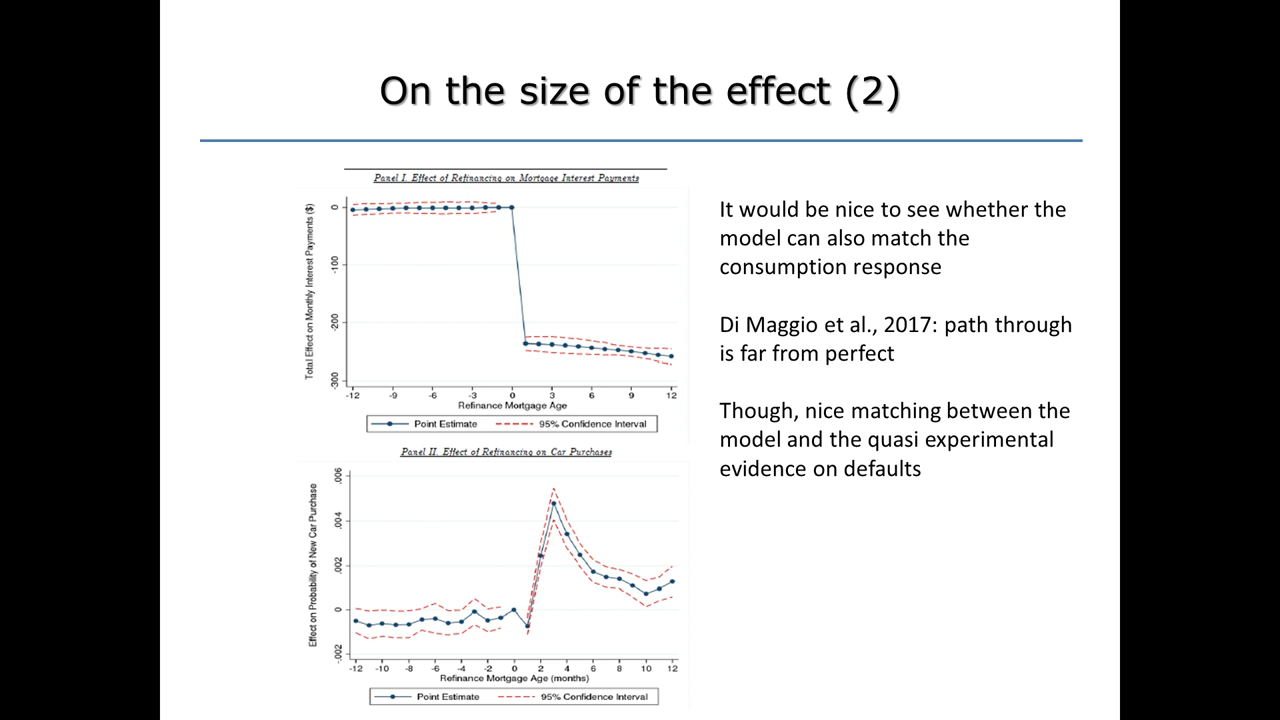 On the size of the effect (2)
Panel I. Effect of Refinancing on Mortgage Interest Payments
Total Effect on Monthly Interest Payments ($)
0
-100
-200
-300
-12 -9 -6 -3 0 3 6 9 12
Refinance Mortgage Age
Point Estimate 95% Confidence Interval
Panel II. Effect of Refinancing on Car Purchases
Effect on Probability of New Car Purchase
.006
.004
.002
0
-.002
-12 -10 -8 -6 -4 -2 0 2 4 6 8 10 12
Refinance Mortgage Age (months)
Point Estimate 95% Confidence Interval
It would be nice to see whether the
model can also match the
consumption response
Di Maggio et al., 2017: path through
is far from perfect
Though, nice matching between the
model and the quasi experimental
evidence on defaults